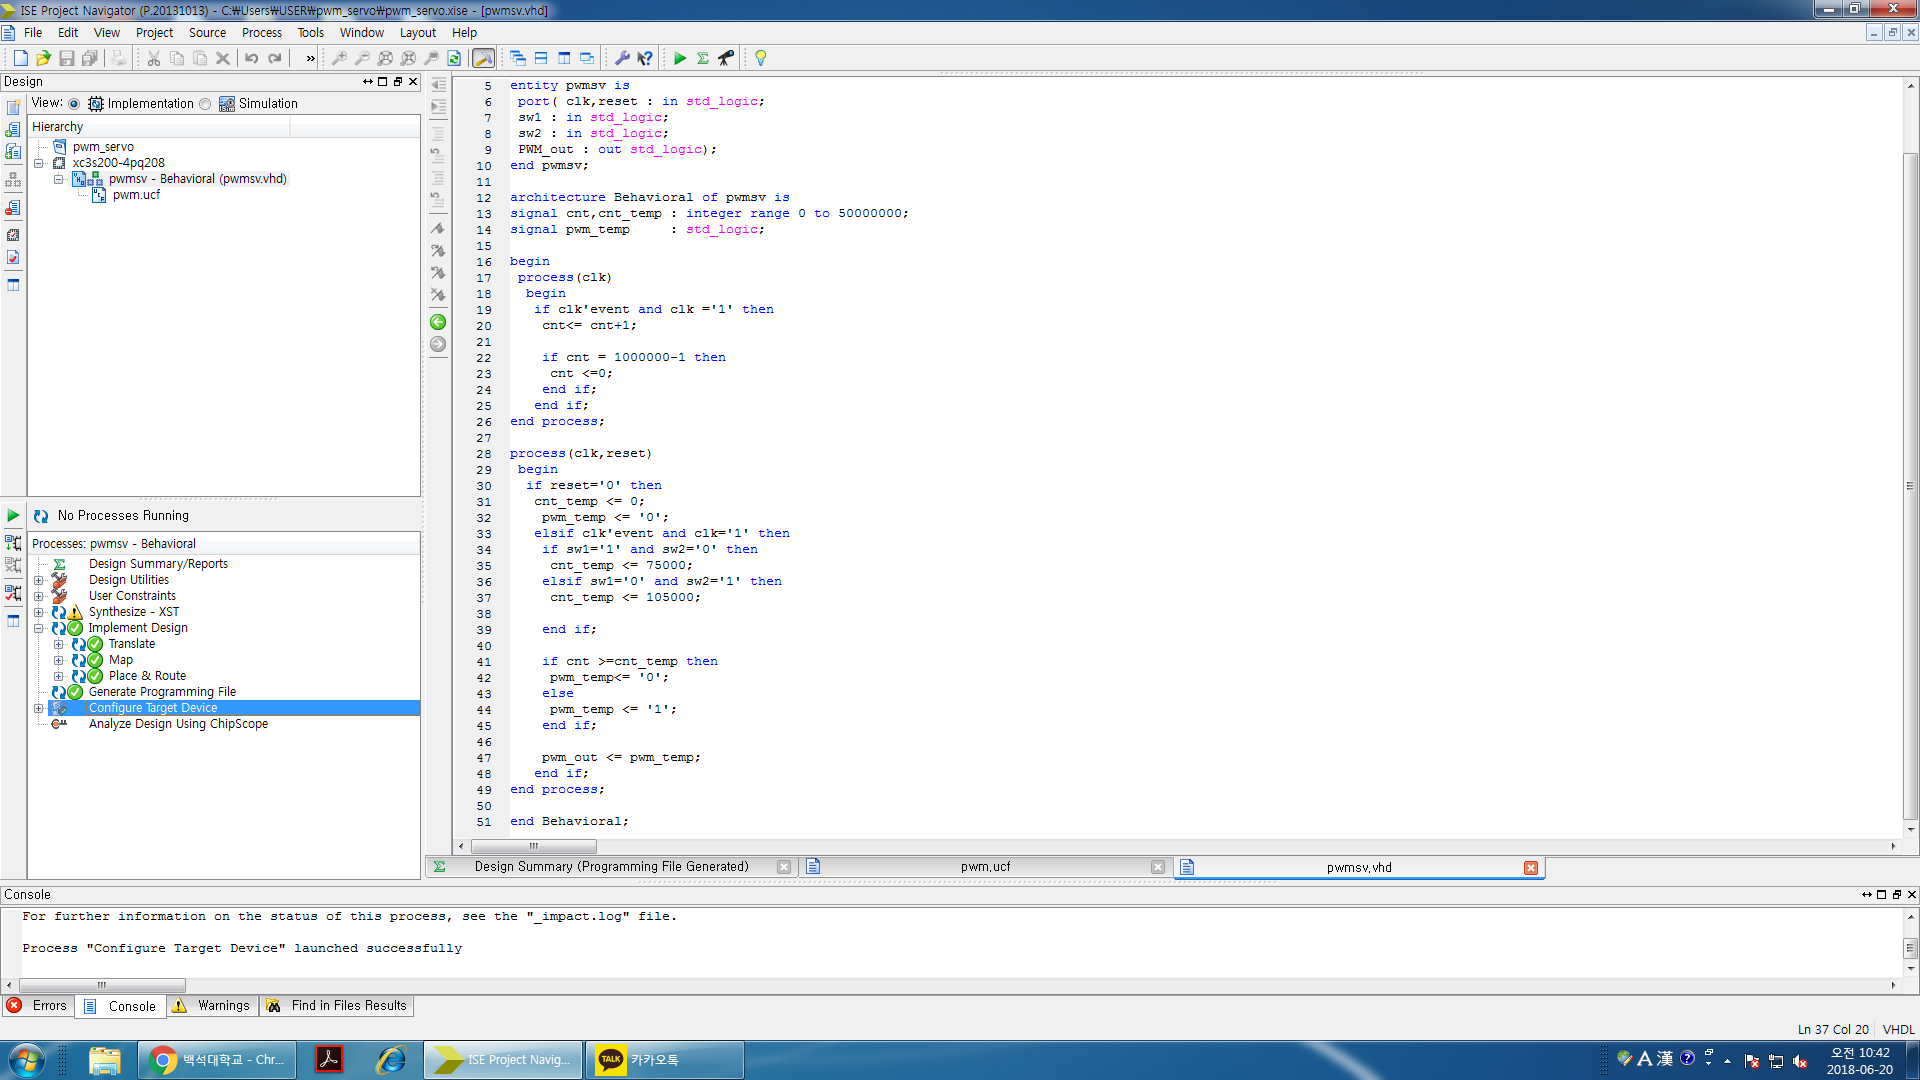 ISE Project Navigator (P.20131013) - C:₩Users₩USER₩pwm_servo₩pwm_servo.xise - [pwmsv.vhd]
File Edit View Project Source Process Tools Window Layout Help
Design
View: Implementation Simulation
Hierarchy
pwm_servo
xc3s200-4pq208
pwmsv - Behavioral (pwmsv.vhd)
pwm.ucf
No Processes Running
Processes: pwmsv - Behavioral
Design Summary/Reports
Design Utilities
User Constraints
Synthesize - XST
Implement Design
Translate
Map
Place & Route
Generate Programming File
Configure Target Device
Analyze Design Using ChipScope
5 entity pwmsv is
6 port( clk,reset : in std_logic;
7 sw1 : in std_logic;
8 sw2 : in std_logic;
9 PWM_out : out std_logic);
10 end pwmsv;
11
12 architecture Behavioral of pwmsv is
13 signal cnt,cnt_temp : integer range 0 to 50000000;
14 signal pwm_temp : std_logic;
15
16 begin
17 process(clk)
18 begin
19 if clk'event and clk ='1' then
20 cnt<= cnt+1;
21
22 if cnt = 1000000-1 then
23 cnt <=0;
24 end if;
25 end if;
26 end process;
27
28 process(clk,reset)
29 begin
30 if reset='0' then
31 cnt_temp <= 0;
32 pwm_temp <= '0';
33 elsif clk'event and clk='1' then
34 if sw1='1' and sw2='0' then
35 cnt_temp <= 75000;
36 elsif sw1='0' and sw2='1' then
37 cnt_temp <= 105000;
38
39 end if;
40
41 if cnt >=cnt_temp then
42 pwm_temp<= '0';
43 else
44 pwm_temp <= '1';
45 end if;
46
47 pwm_out <= pwm_temp;
48 end if;
49 end process;
50
51 end Behavioral;
Design Summary (Programming File Generated) pwm.ucf pwmsv.vhd
Console
For further information on the status of this process, see the "_impact.log" file.
Process "Configure Target Device" launched successfully
Errors Console Warnings Find in Files Results
Ln 37 Col 20 VHDL
백석대학교 - Chr... ISE Project Navig... TALK 카카오톡
A 漢 오전 10:42
2018-06-20